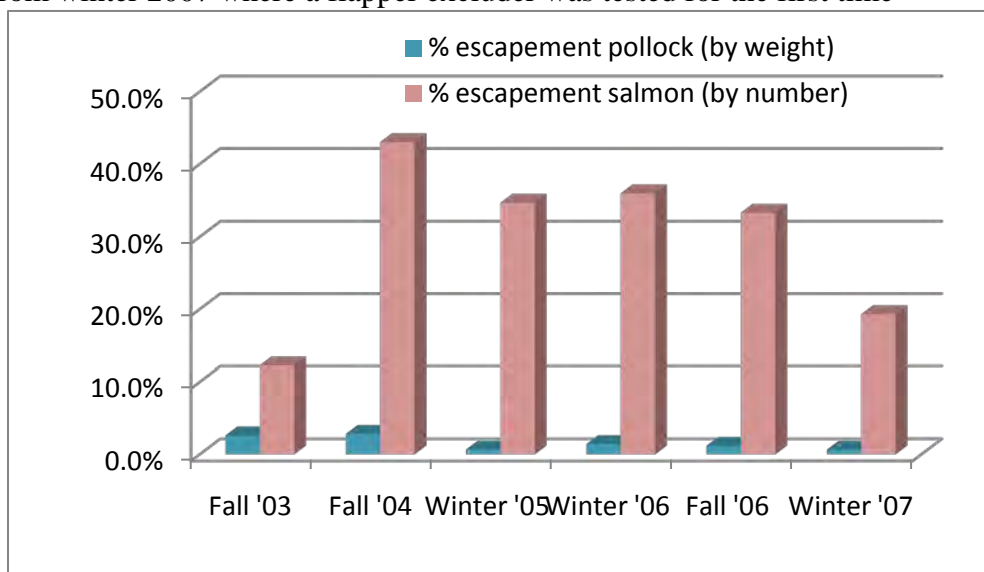 from winter 2007 where a flapper excluder was tested for the first time
% escapement pollock (by weight)
% escapement salmon (by number)
50.0%
40.0%
30.0%
20.0%
10.0%
0.0%
Fall '03 Fall '04 Winter '05 Winter '06 Fall '06 Winter '07